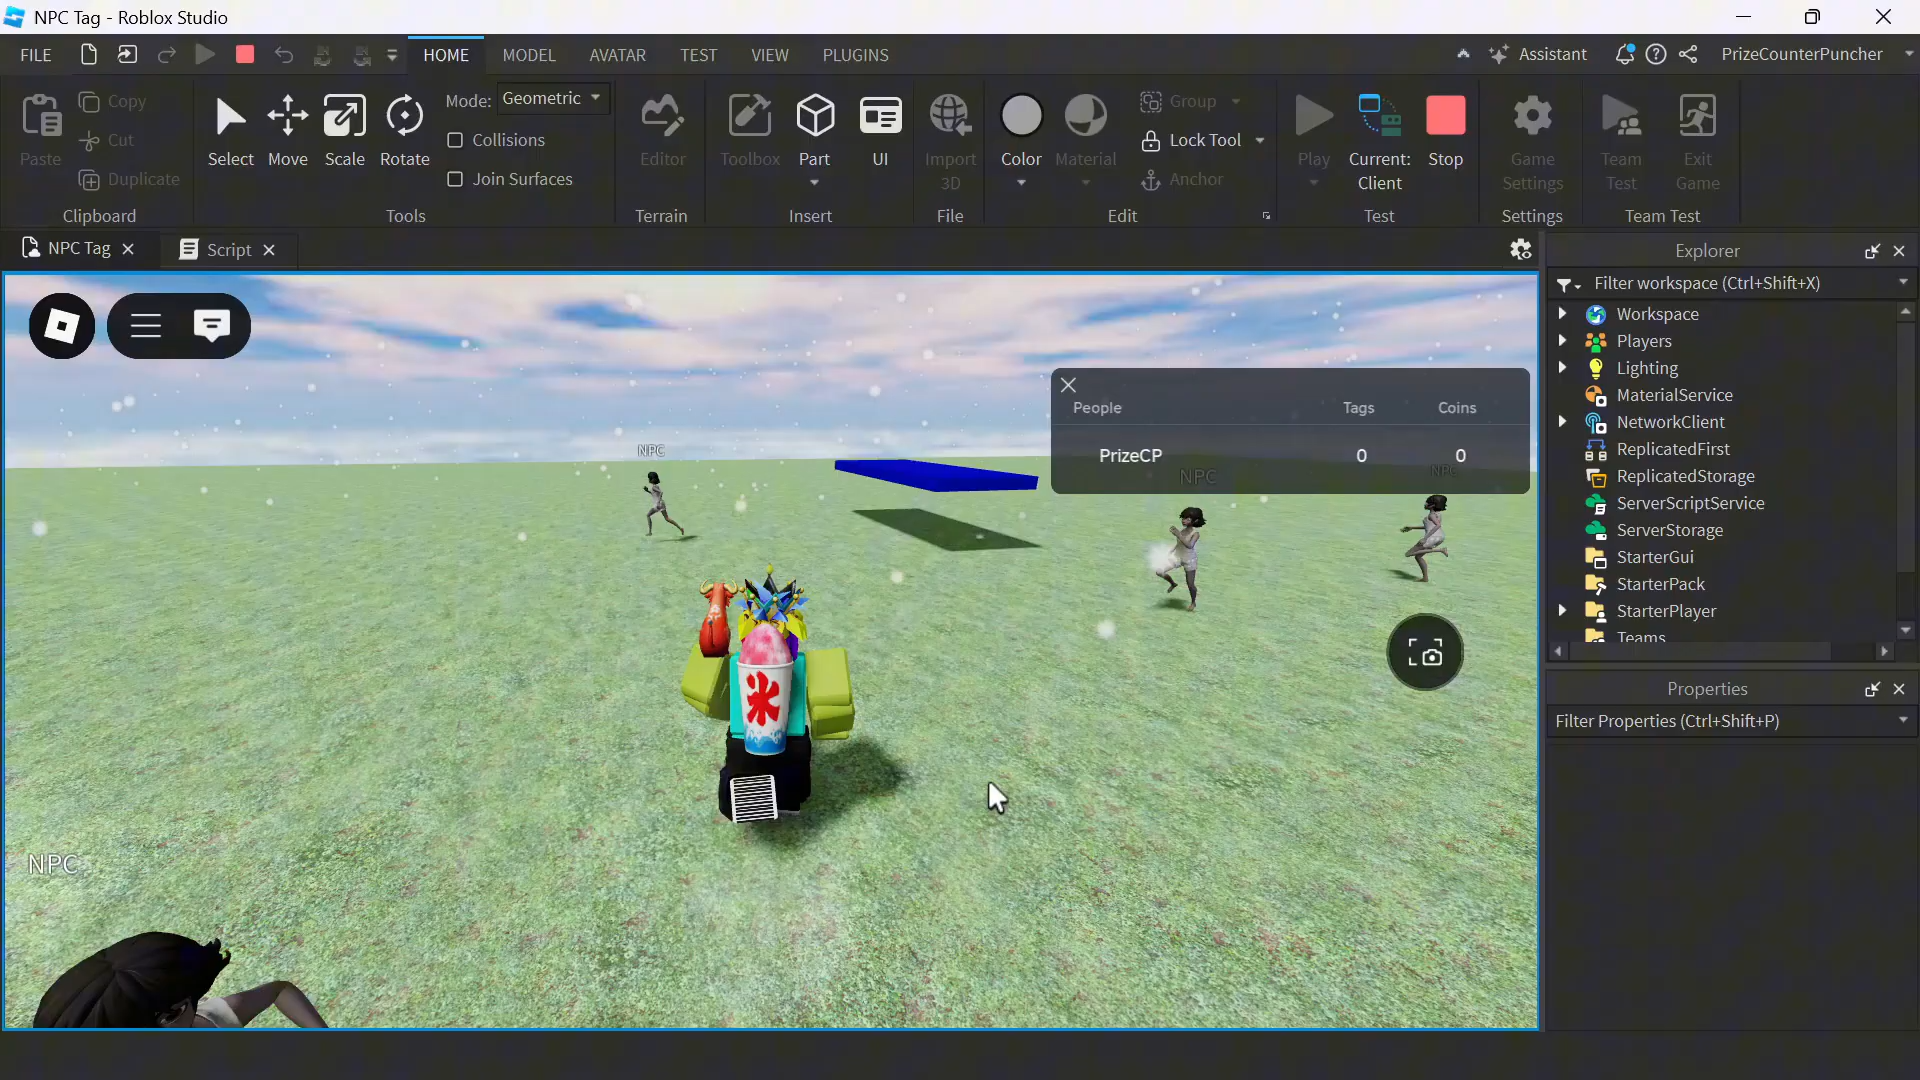 NPC Tag - Roblox Studio
FILE
HOME
MODEL
AVATAR
TEST
VIEW
PLUGINS
Assistant
PrizeCounterPuncher
Paste
Copy
Cut
Duplicate
Clipboard
Select
Move
Scale
Rotate
Mode: Geometric
Collisions
Join Surfaces
Tools
Editor
Terrain
Toolbox
Part
UI
Insert
Import
3D
File
Color
Material
Group
Lock Tool
Anchor
Edit
Play
Current:
Client
Stop
Test
Game
Settings
Settings
Team
Test
Exit
Game
Team Test
NPC Tag
Script
Explorer
Filter workspace (Ctrl+Shift+X)
Workspace
Players
Lighting
MaterialService
NetworkClient
ReplicatedFirst
ReplicatedStorage
ServerScriptService
ServerStorage
StarterGui
StarterPack
StarterPlayer
Teams
Properties
Filter Properties (Ctrl+Shift+P)
People Tags Coins
PrizeCP 0 0
NPC
NPC
NPC
氷
NPC